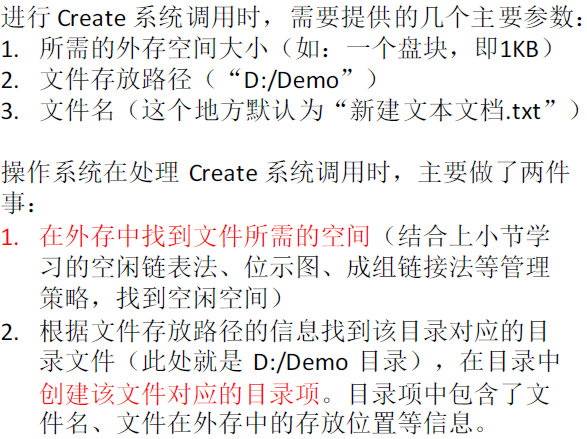 进行 Create 系统调用时，需要提供的几个主要参数：
1. 所需的外存空间大小（如：一个盘块，即1KB）
2. 文件存放路径（“D:/Demo”）
3. 文件名（这个地方默认为“新建文本文档.txt”）
操作系统在处理 Create 系统调用时，主要做了两件
事：
1. 在外存中找到文件所需的空间（结合上小节学
习的空闲链表法、位示图、成组链接法等管理
策略，找到空闲空间）
2. 根据文件存放路径的信息找到该目录对应的目
录文件（此处就是 D:/Demo 目录），在目录中
创建该文件对应的目录项。目录项中包含了文
件名、文件在外存中的存放位置等信息。